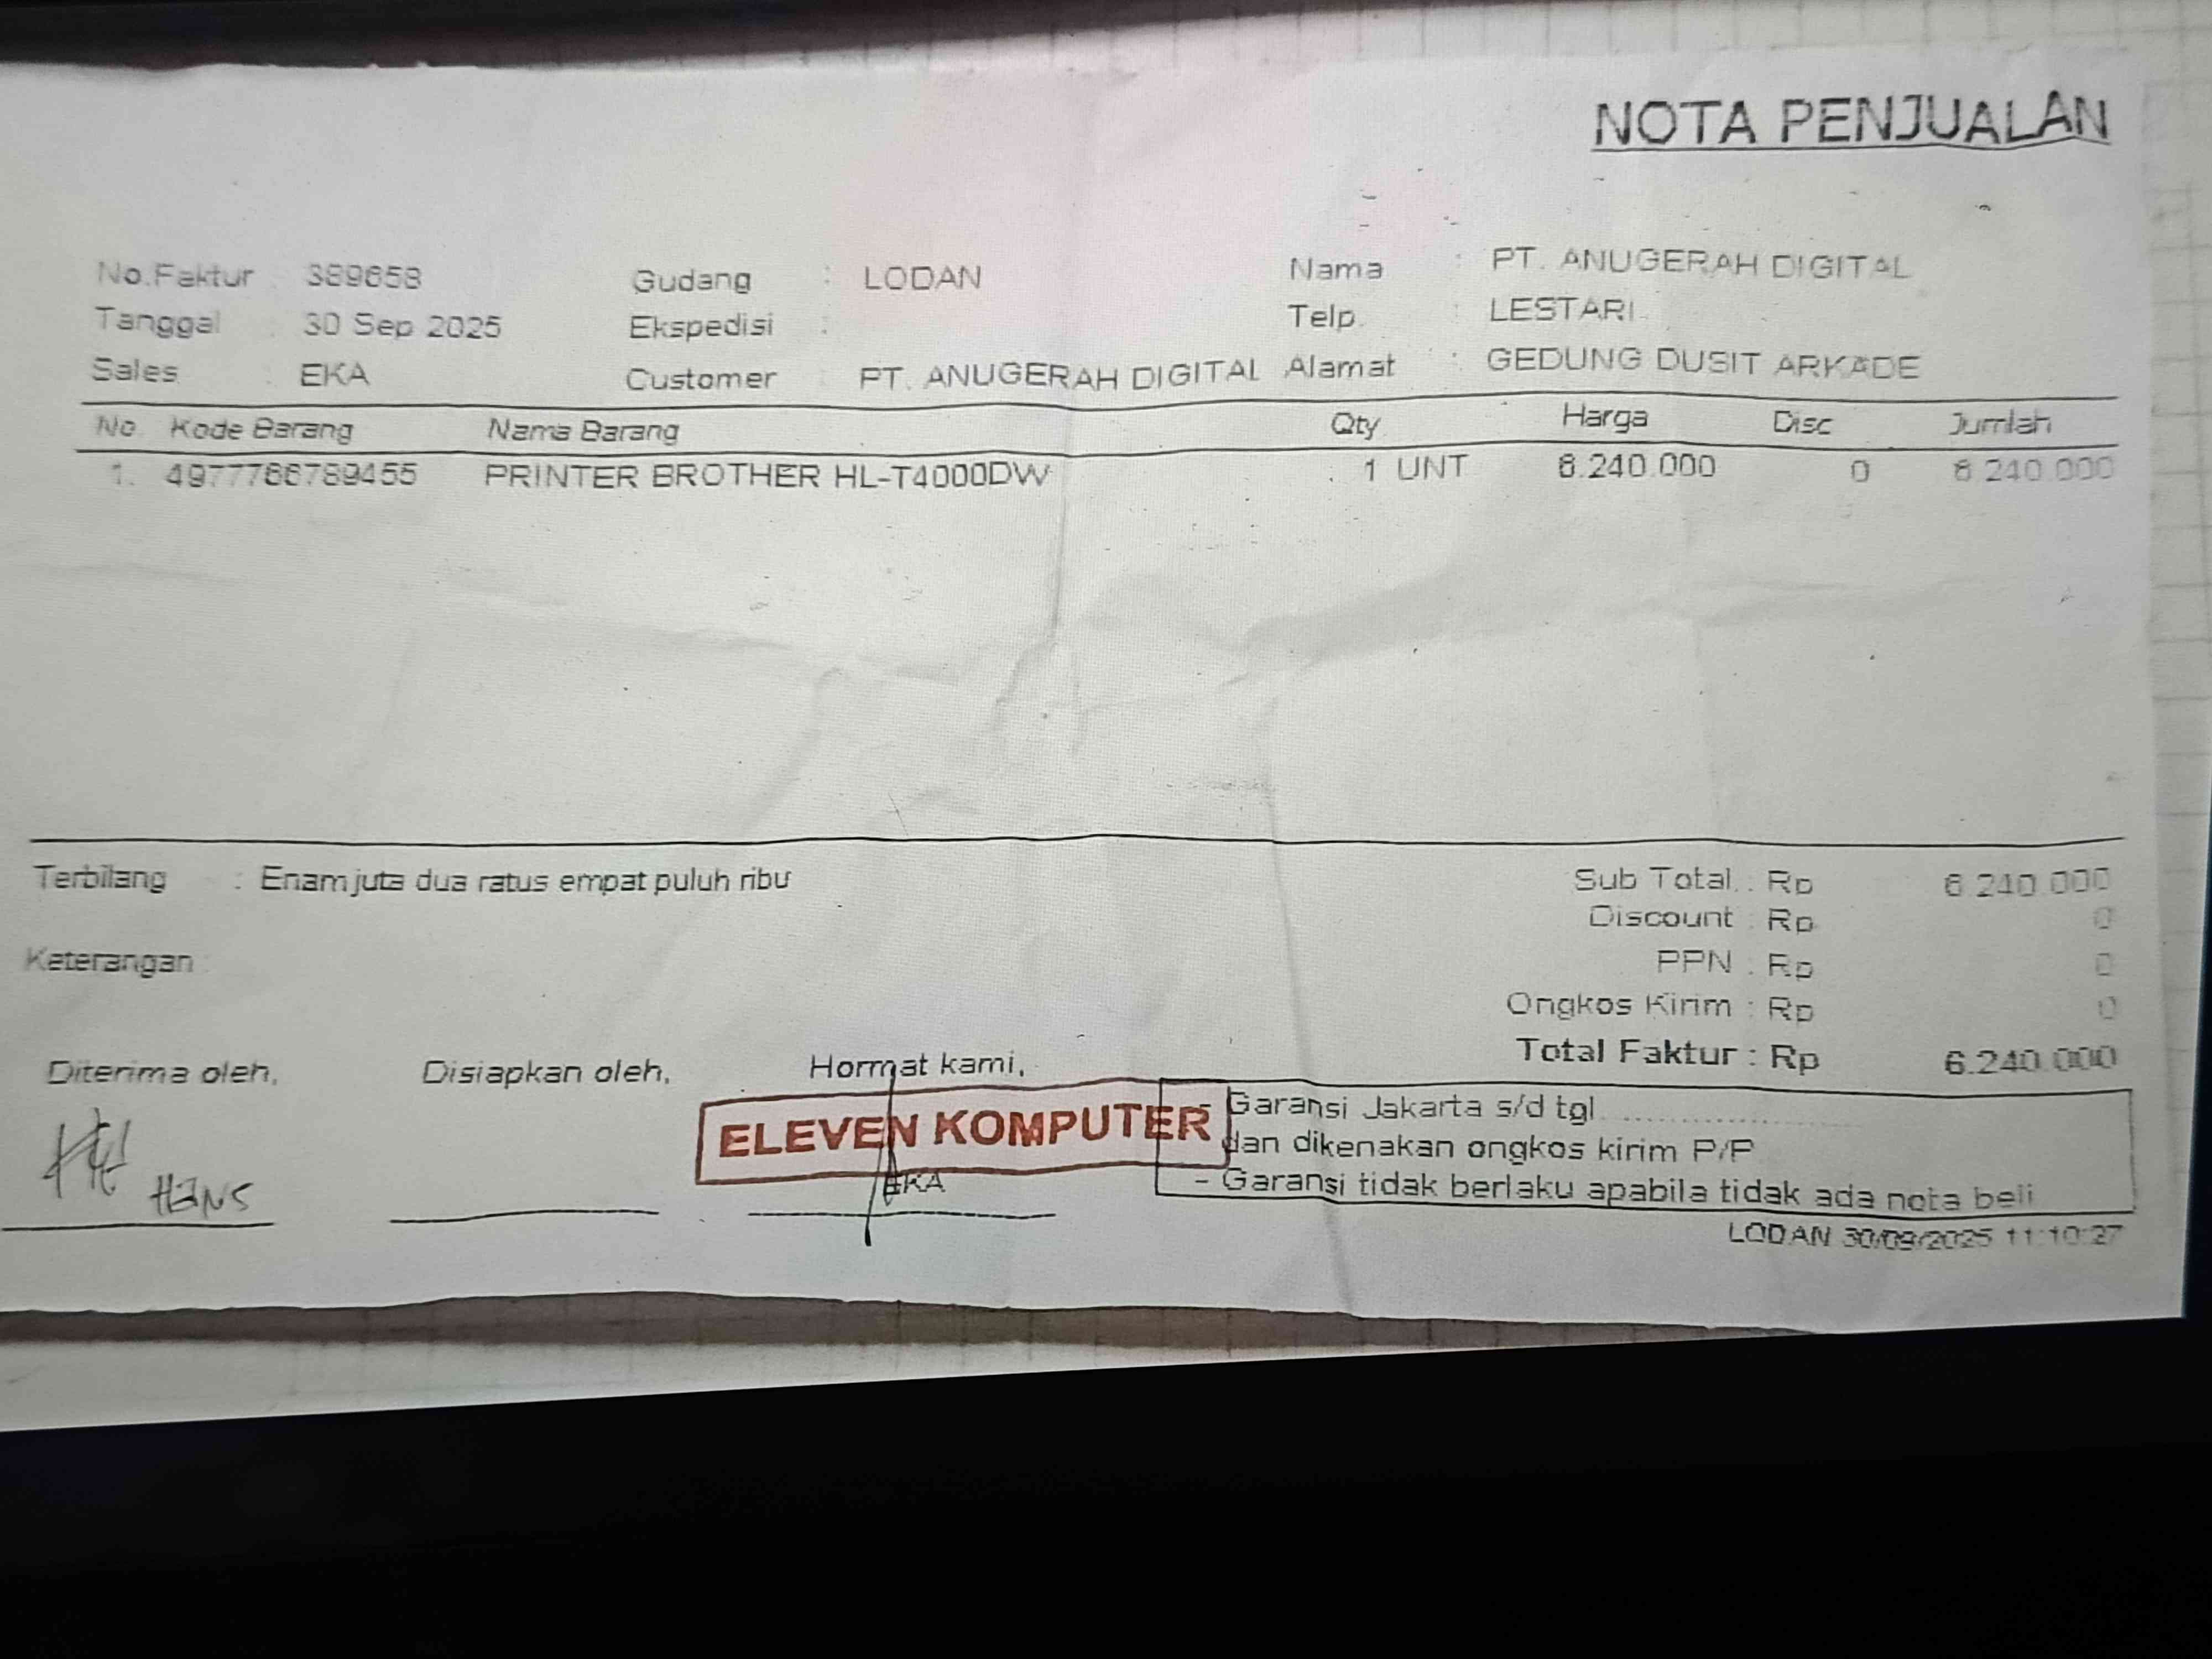 NOTA PENJUALAN
No.Faktur : 389658 Gudang : LODAN Nama : PT. ANUGERAH DIGITAL
Tanggal : 30 Sep 2025 Ekspedisi : Telp. : LESTARI
Sales : EKA Customer : PT. ANUGERAH DIGITAL Alamat : GEDUNG DUSIT ARKADE
No. Kode Barang Nama Barang Qty Harga Disc Jumlah
1. 4977766789455 PRINTER BROTHER HL-T4000DW 1 UNT 6.240.000 0 6.240.000
Terbilang : Enam juta dua ratus empat puluh ribu Sub Total : Rp 6.240.000
Discount : Rp 0
Keterangan : PPN : Rp 0
Ongkos Kirim : Rp 0
Total Faktur : Rp 6.240.000
Diterima oleh, Disiapkan oleh, Hormat kami,
ELEVEN KOMPUTER
- Garansi Jakarta s/d tgl ....................
dan dikenakan ongkos kirim P/P
- Garansi tidak berlaku apabila tidak ada nota beli
HANS EKA
LODAN 30/09/2025 11:10:27